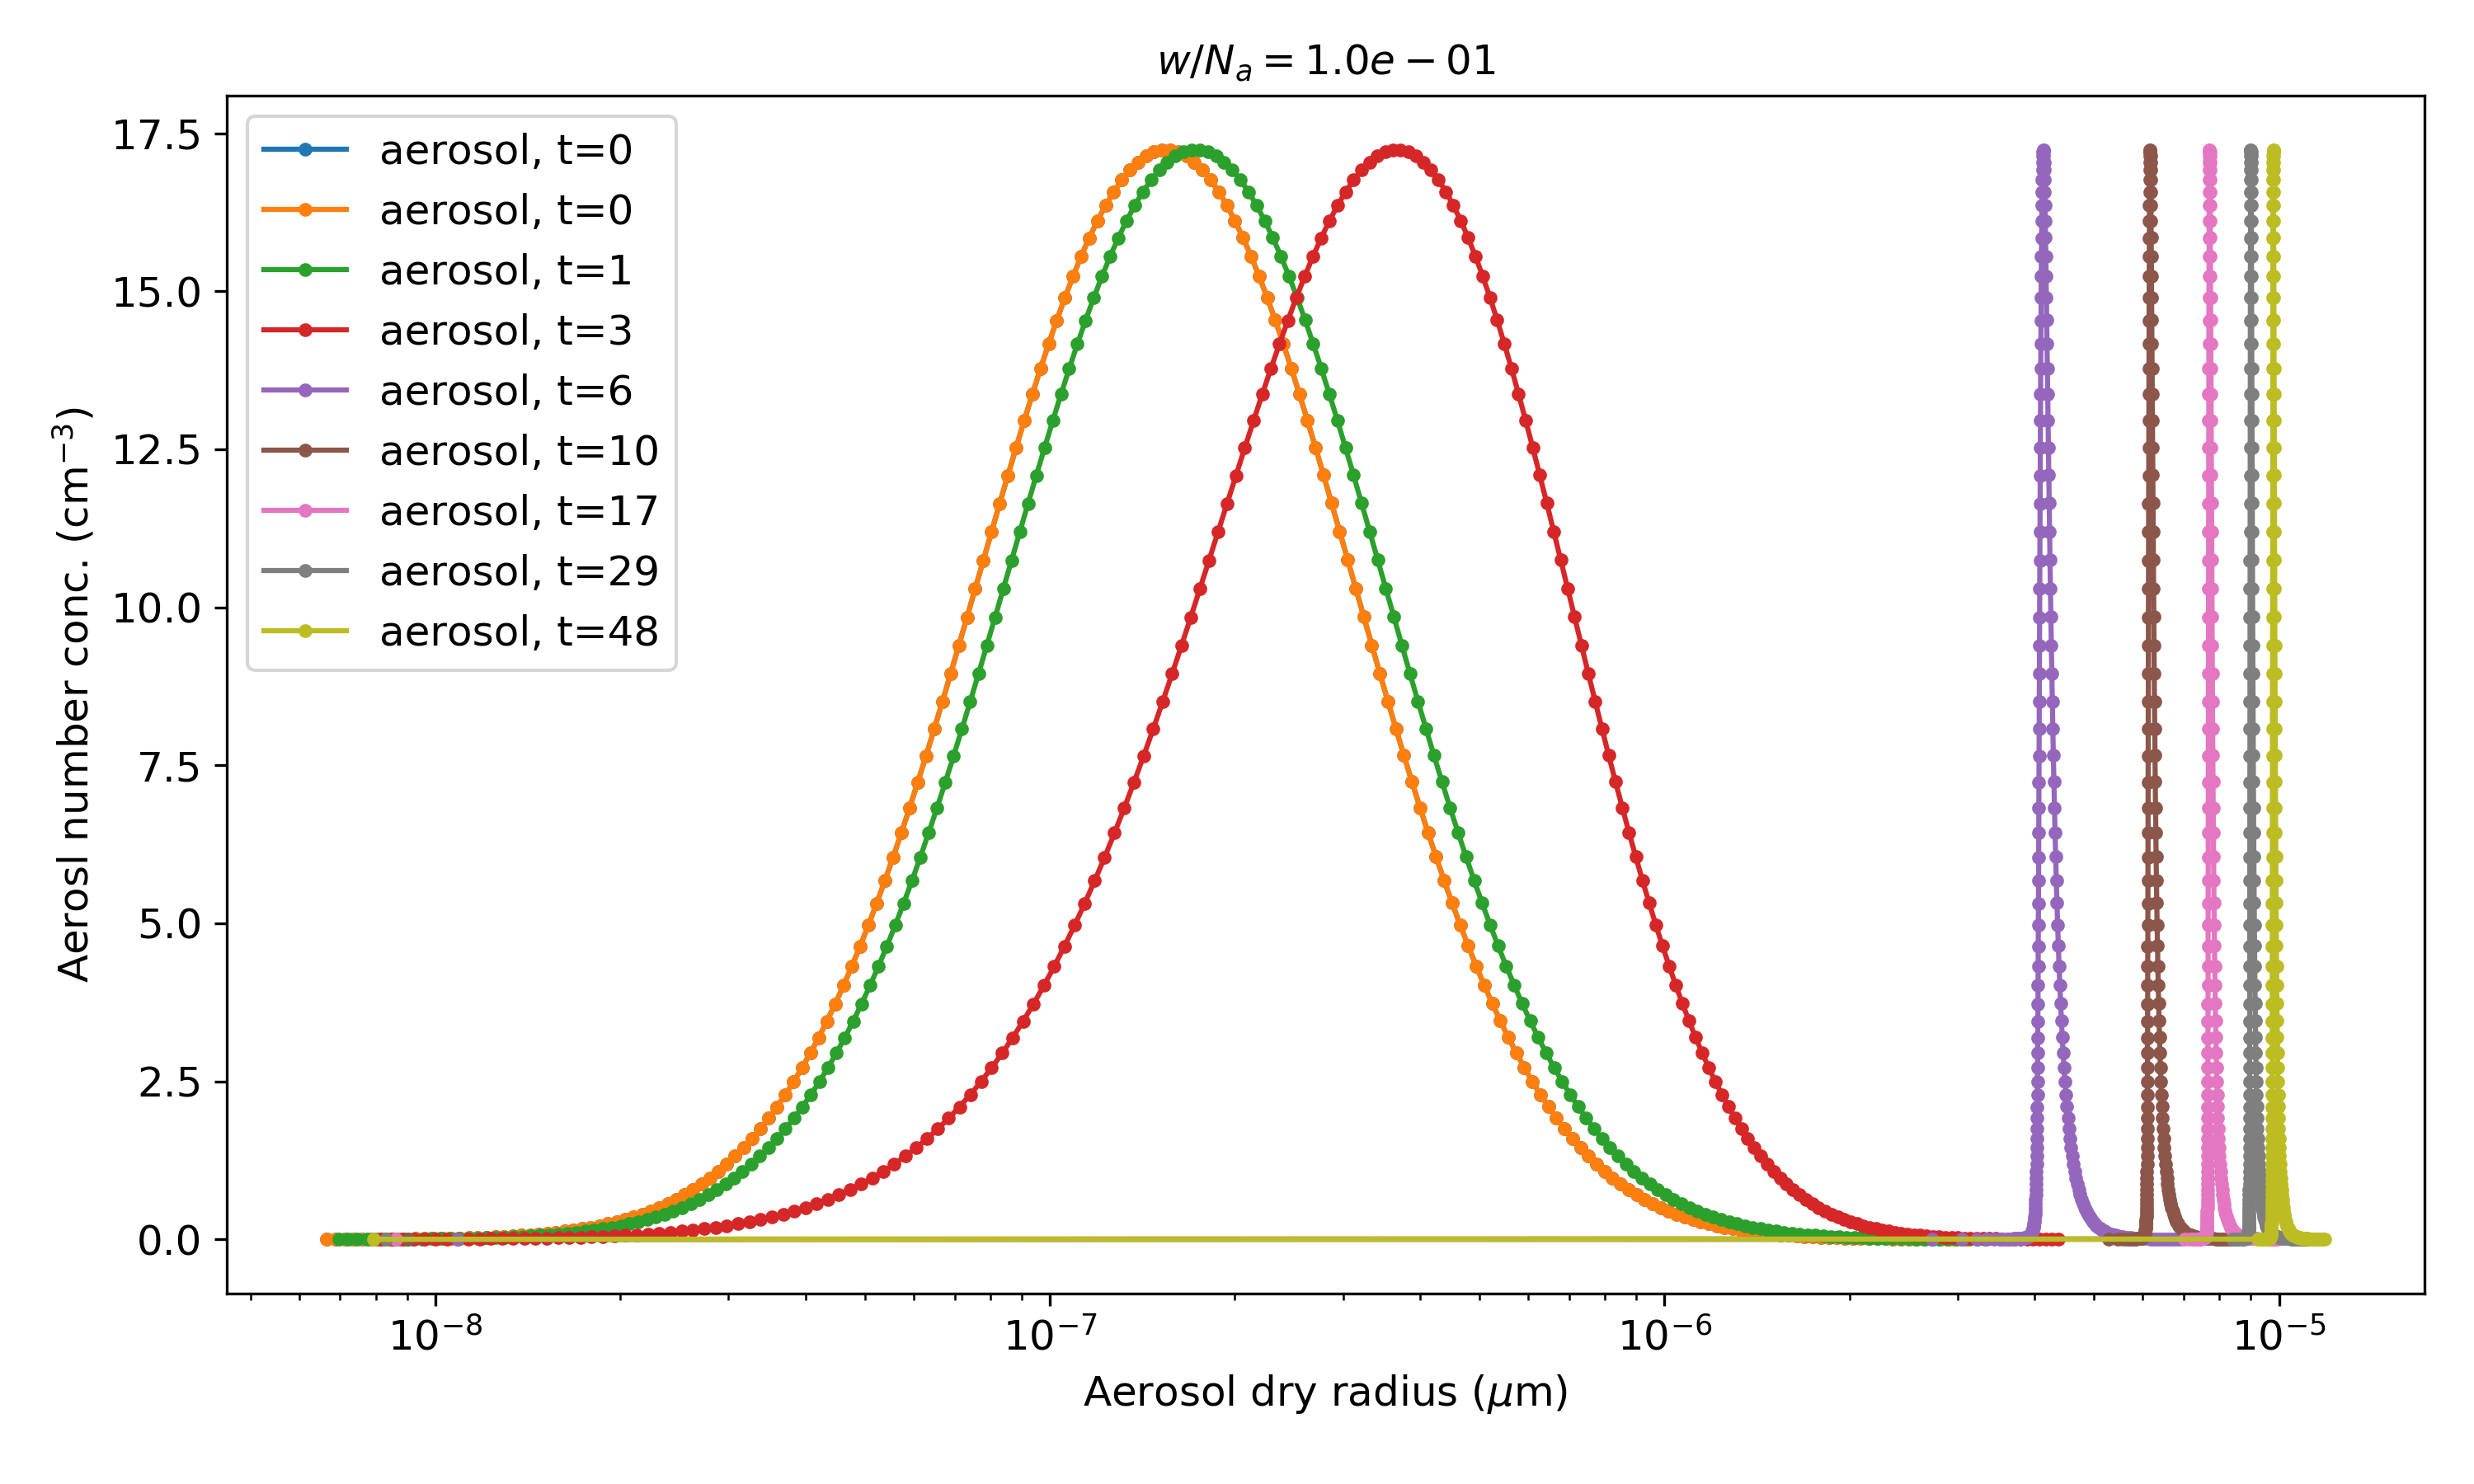 w/Nₐ = 1.0e − 01
17.5
15.0
12.5
10.0
7.5
5.0
2.5
0.0
Aerosl number conc. (cm⁻³)
aerosol, t=0
aerosol, t=0
aerosol, t=1
aerosol, t=3
aerosol, t=6
aerosol, t=10
aerosol, t=17
aerosol, t=29
aerosol, t=48
10⁻⁸ 10⁻⁷ 10⁻⁶ 10⁻⁵
Aerosol dry radius (μm)